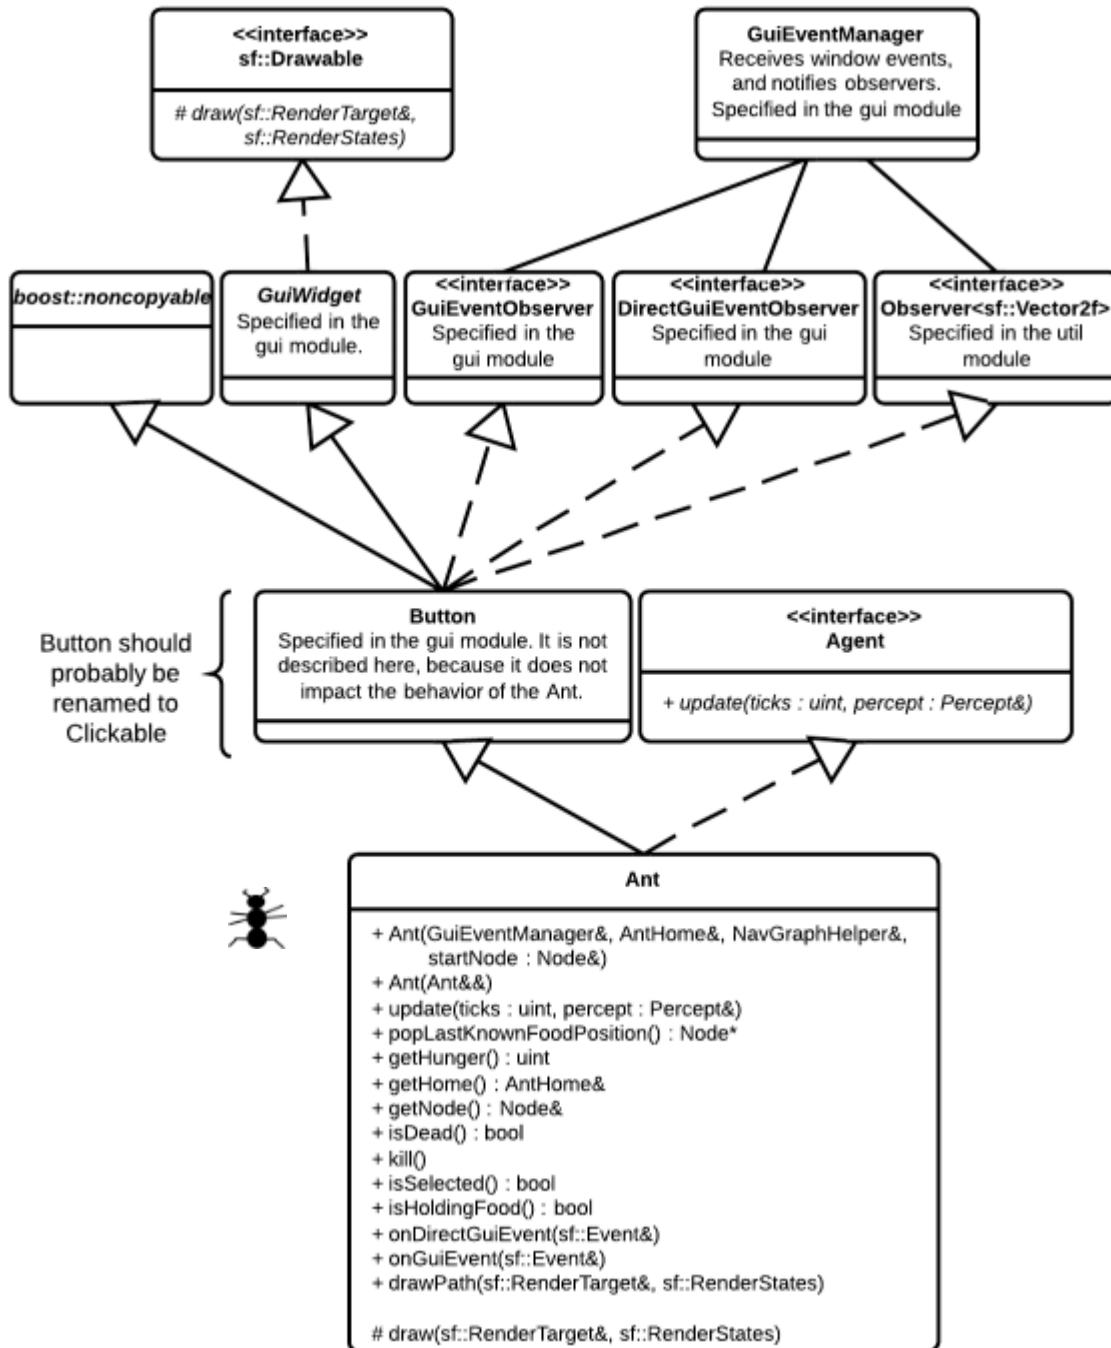 <<interface>>
sf::Drawable
# draw(sf::RenderTarget&,
sf::RenderStates)
GuiEventManager
Receives window events,
and notifies observers.
Specified in the gui module
boost::noncopyable
GuiWidget
Specified in the
gui module.
<<interface>>
GuiEventObserver
Specified in the
gui module
<<interface>>
DirectGuiEventObserver
Specified in the gui
module
<<interface>>
Observer<sf::Vector2f>
Specified in the util
module
Button should
probably be
renamed to
Clickable
Button
Specified in the gui module. It is not
described here, because it does not
impact the behavior of the Ant.
<<interface>>
Agent
+ update(ticks : uint, percept : Percept&)
Ant
+ Ant(GuiEventManager&, AntHome&, NavGraphHelper&,
startNode : Node&)
+ Ant(Ant&&)
+ update(ticks : uint, percept : Percept&)
+ popLastKnownFoodPosition() : Node*
+ getHunger() : uint
+ getHome() : AntHome&
+ getNode() : Node&
+ isDead() : bool
+ kill()
+ isSelected() : bool
+ isHoldingFood() : bool
+ onDirectGuiEvent(sf::Event&)
+ onGuiEvent(sf::Event&)
+ drawPath(sf::RenderTarget&, sf::RenderStates)
# draw(sf::RenderTarget&, sf::RenderStates)